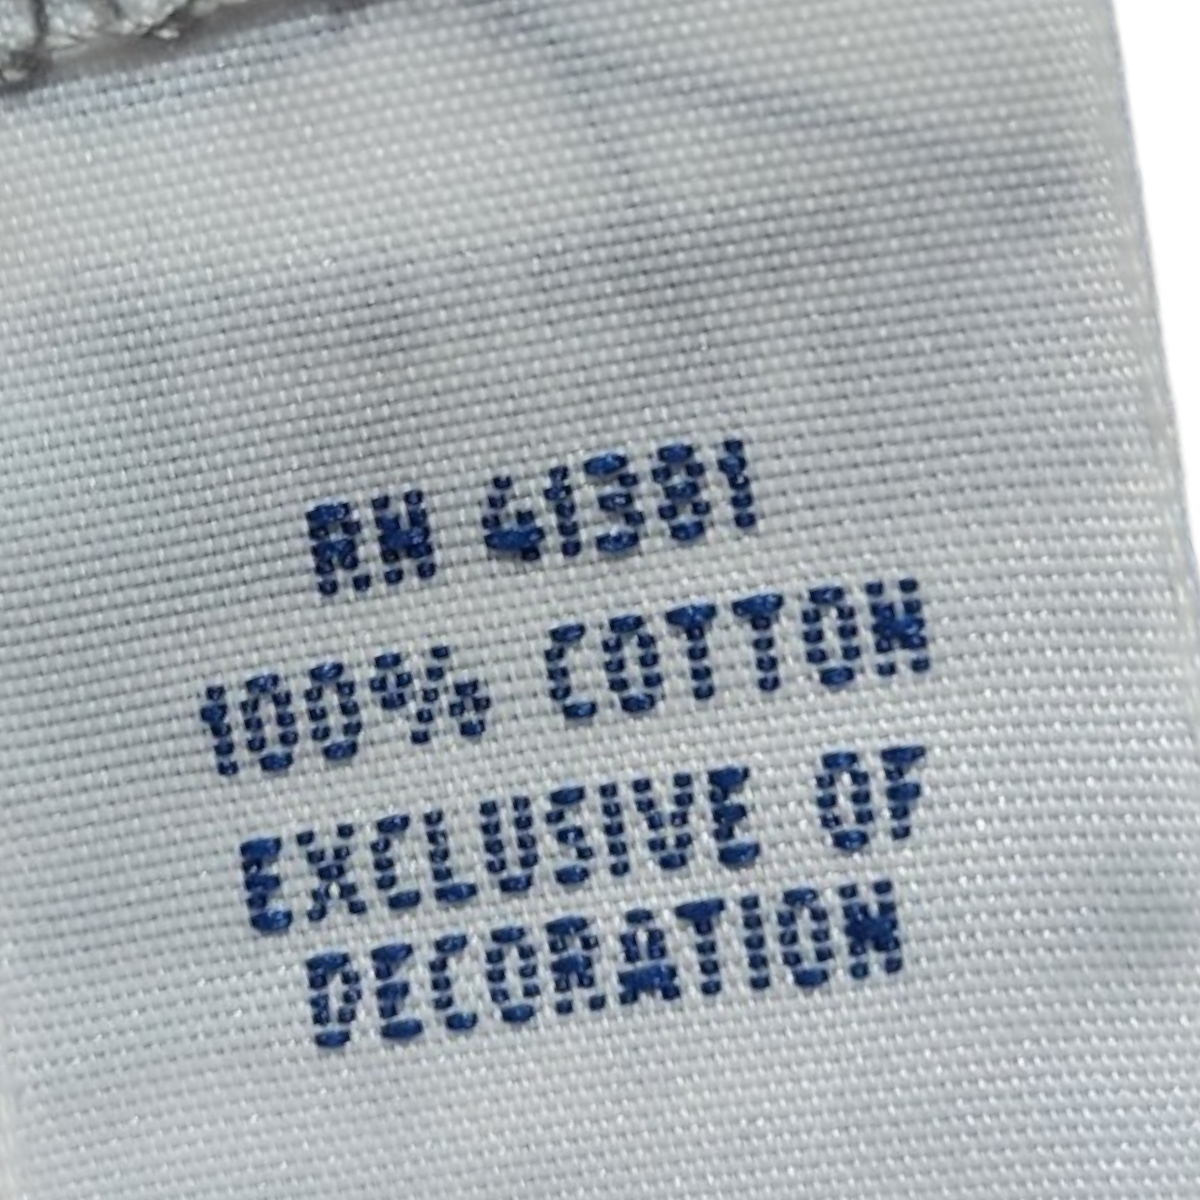 RN 41381
100% COTTON
EXCLUSIVE OF
DECORATION